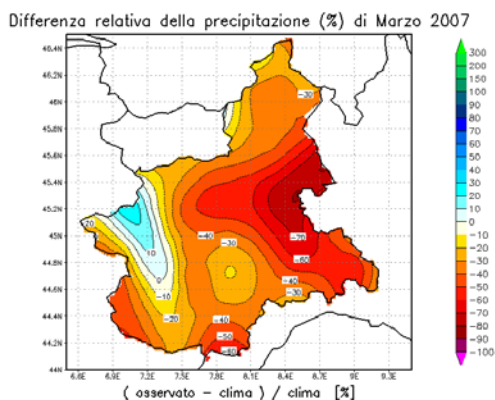 Differenza relativa della precipitazione (%) di Marzo 2007
46.4N
46.2N
46N
45.8N
45.6N
45.4N
45.2N
45N
44.8N
44.6N
44.4N
44.2N
44N
6.6E 6.9E 7.2E 7.5E 7.8E 8.1E 8.4E 8.7E 9E 9.3E
-30
20
10
0
-10
-20
-40
-30
-70
-60
-40
-30
-40
-50
-60
300
200
150
100
90
80
70
60
50
40
30
20
10
0
-10
-20
-30
-40
-50
-60
-70
-80
-90
-100
( osservato - clima ) / clima [%]